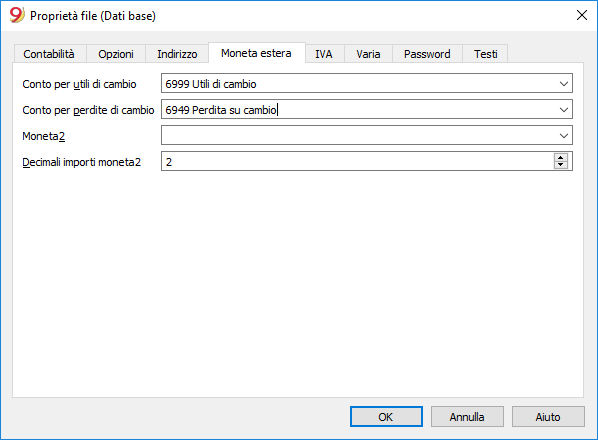 9 Proprietà file (Dati base)
Contabilità Opzioni Indirizzo Moneta estera IVA Varia Password Testi
Conto per utili di cambio 6999 Utili di cambio
Conto per perdite di cambio 6949 Perdita su cambio
Moneta2
Decimali importi moneta2 2
OK Annulla Aiuto